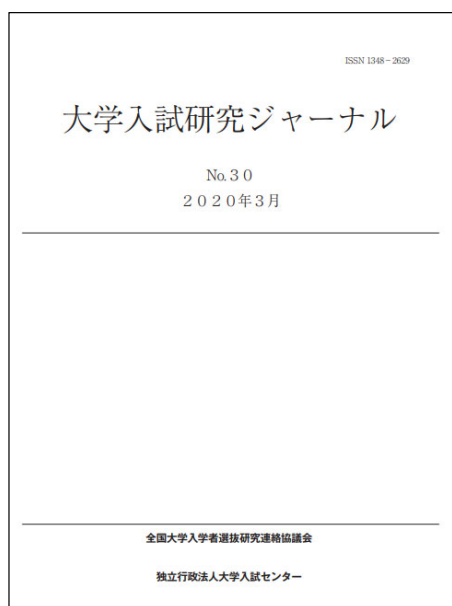 ISSN 1348－2629
大学入試研究ジャーナル
No.３０
２０２０年３月
全国大学入学者選抜研究連絡協議会
独立行政法人大学入試センター